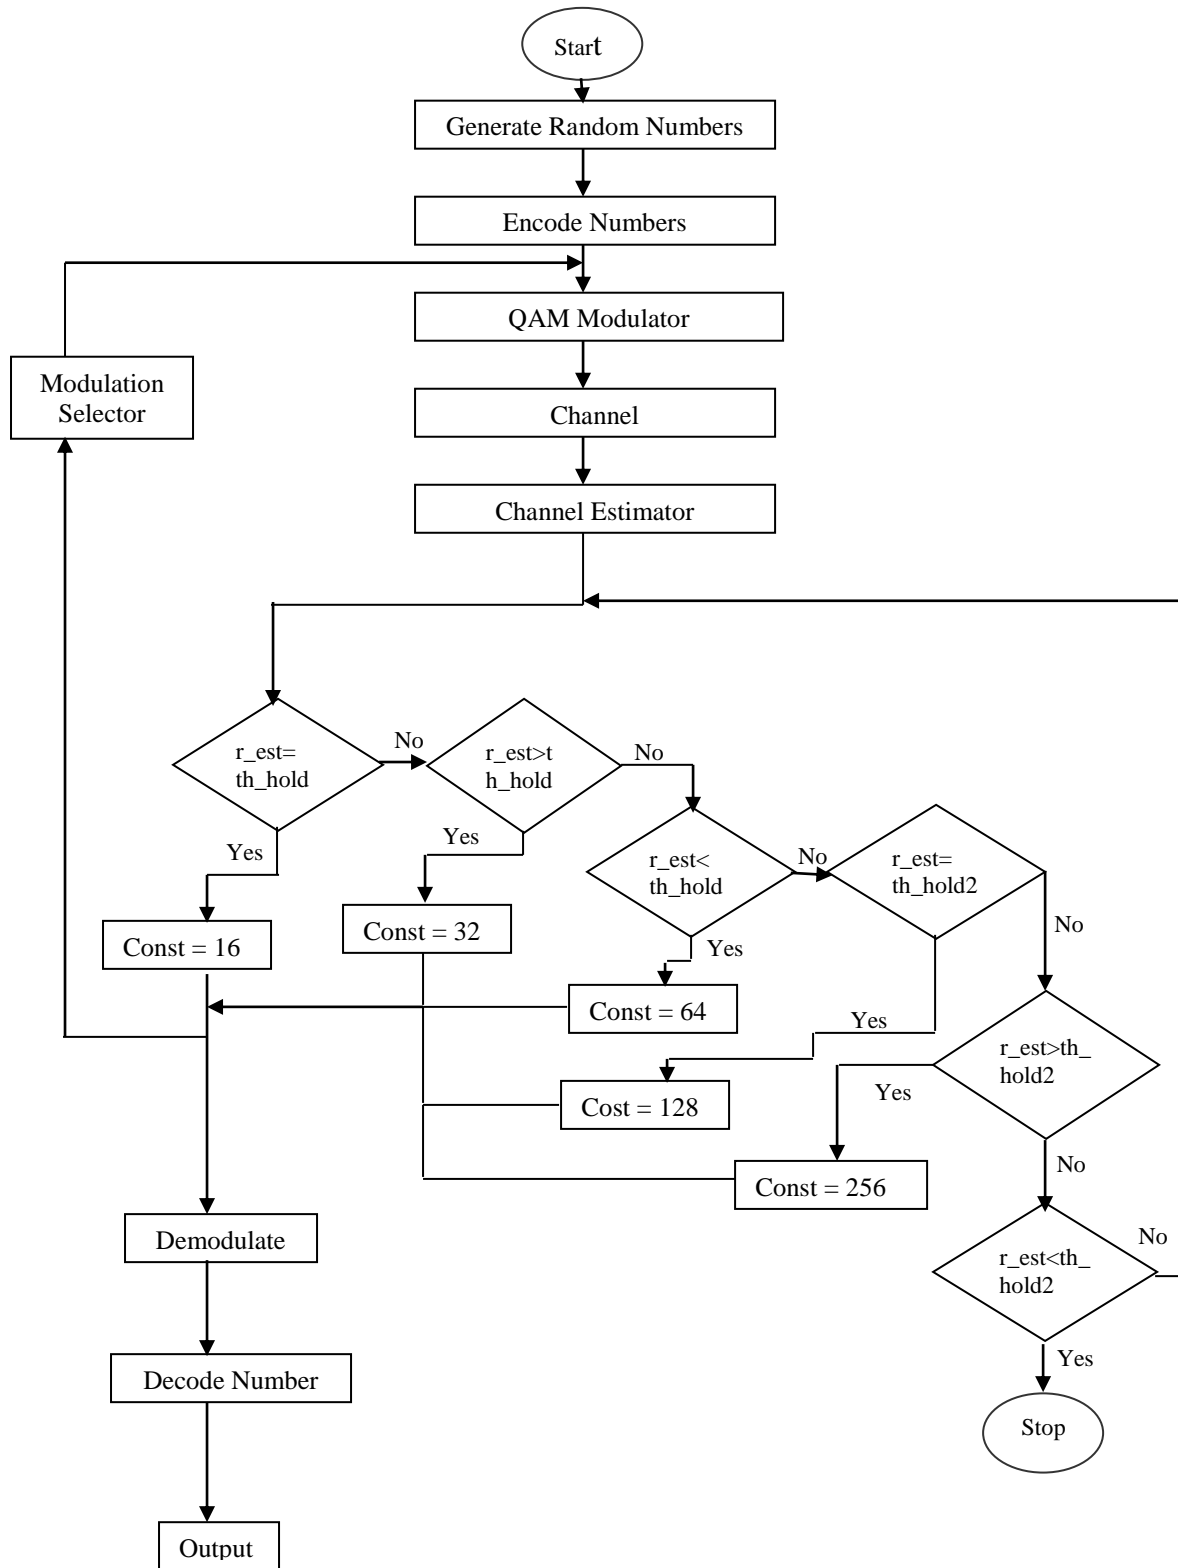 Start
Generate Random Numbers
Encode Numbers
QAM Modulator
Modulation
Selector
Channel
Channel Estimator
r_est=
th_hold
No
r_est>t
h_hold
No
Yes
Yes
r_est<
th_hold
No
r_est=
th_hold2
No
Const = 16
Const = 32
Yes
Const = 64
Yes
r_est>th_
hold2
Yes
Cost = 128
No
Const = 256
Demodulate
r_est<th_
hold2
No
Yes
Decode Number
Stop
Output